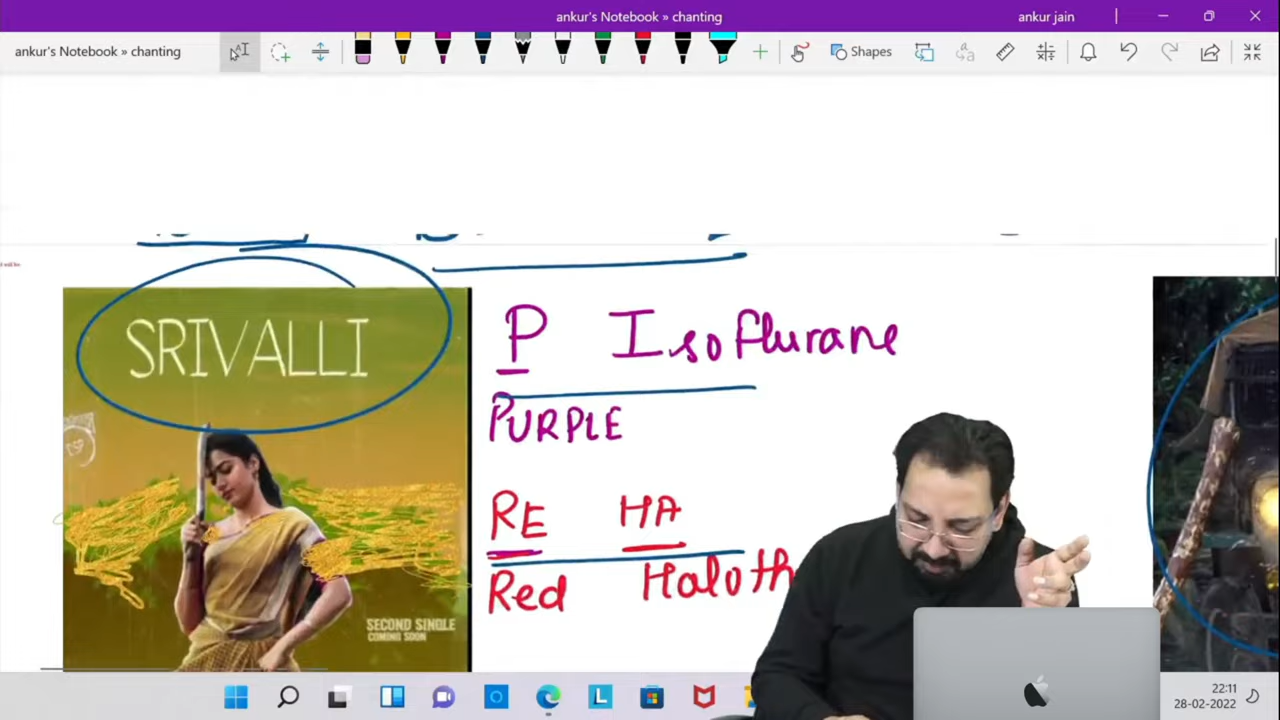 ankur's Notebook » chanting
ankur jain
ankur's Notebook » chanting
Shapes
SRIVALLI
P Isoflurane
PURPLE
RE HA
Red Haloth
SECOND SINGLE
COMING SOON
22:11
28-02-2022